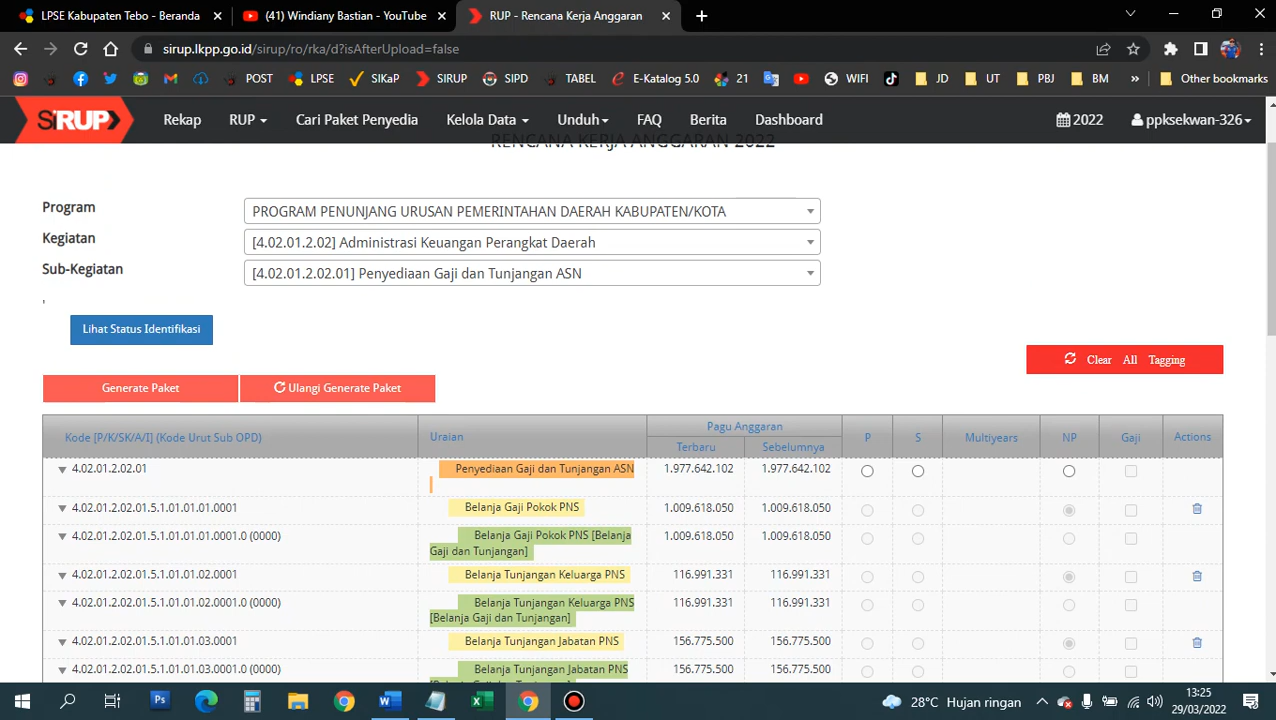 LPSE Kabupaten Tebo - Beranda
(41) Windiany Bastian - YouTube
RUP - Rencana Kerja Anggaran
sirup.lkpp.go.id/sirup/ro/rka/d?isAfterUpload=false
POST LPSE SIKaP SIRUP SIPD TABEL E-Katalog 5.0 21 WIFI JD UT PBJ BM » Other bookmarks
SiRUP Rekap RUP Cari Paket Penyedia Kelola Data Unduh FAQ Berita Dashboard 2022 ppksekwan-326
RENCANA KERJA ANGGARAN 2022
Program PROGRAM PENUNJANG URUSAN PEMERINTAHAN DAERAH KABUPATEN/KOTA
Kegiatan [4.02.01.2.02] Administrasi Keuangan Perangkat Daerah
Sub-Kegiatan [4.02.01.2.02.01] Penyediaan Gaji dan Tunjangan ASN
'
Lihat Status Identifikasi
Clear All Tagging
Generate Paket Ulangi Generate Paket
Kode [P/K/SK/A/I] (Kode Urut Sub OPD) Uraian Pagu Anggaran P S Multiyears NP Gaji Actions
Terbaru Sebelumnya
4.02.01.2.02.01 Penyediaan Gaji dan Tunjangan ASN 1.977.642.102 1.977.642.102
4.02.01.2.02.01.5.1.01.01.01.0001 Belanja Gaji Pokok PNS 1.009.618.050 1.009.618.050
4.02.01.2.02.01.5.1.01.01.01.0001.0 (0000) Belanja Gaji Pokok PNS [Belanja 1.009.618.050 1.009.618.050
Gaji dan Tunjangan]
4.02.01.2.02.01.5.1.01.01.02.0001 Belanja Tunjangan Keluarga PNS 116.991.331 116.991.331
4.02.01.2.02.01.5.1.01.01.02.0001.0 (0000) Belanja Tunjangan Keluarga PNS 116.991.331 116.991.331
[Belanja Gaji dan Tunjangan]
4.02.01.2.02.01.5.1.01.01.03.0001 Belanja Tunjangan Jabatan PNS 156.775.500 156.775.500
4.02.01.2.02.01.5.1.01.01.03.0001.0 (0000) Belanja Tunjangan Jabatan PNS 156.775.500 156.775.500
28°C Hujan ringan
13:25
29/03/2022